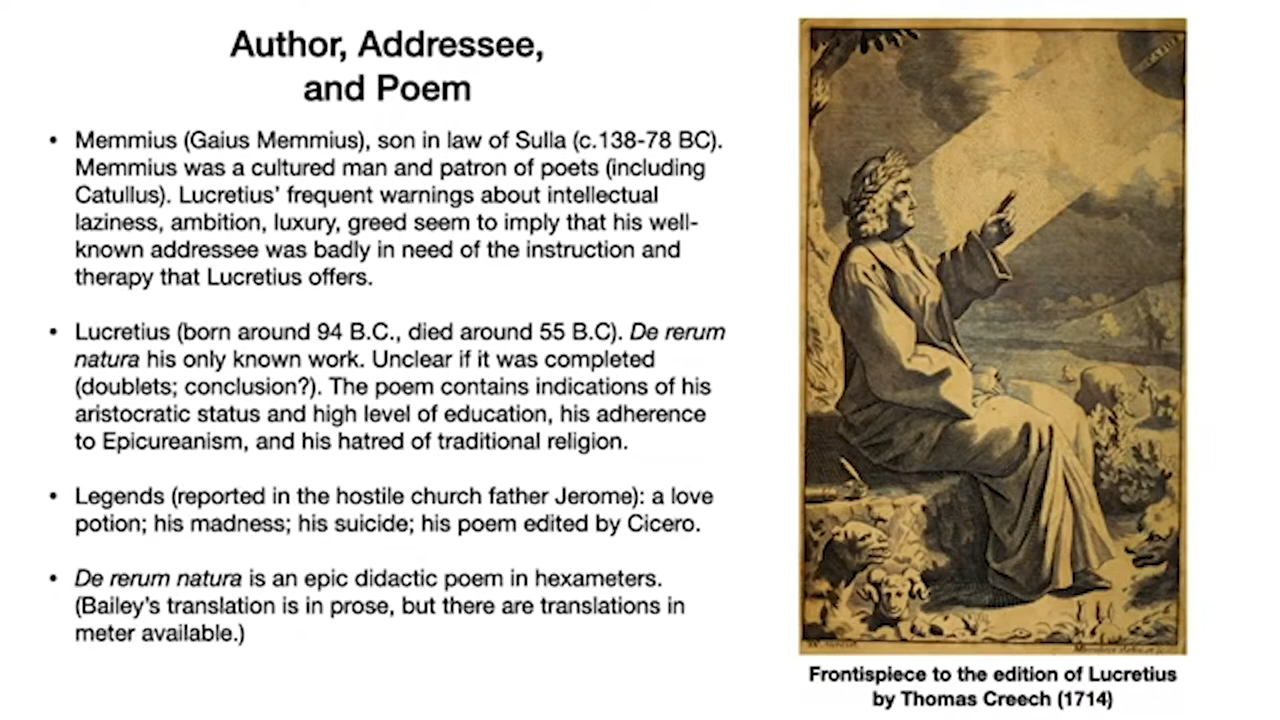 Author, Addressee,
and Poem
• Memmius (Gaius Memmius), son in law of Sulla (c.138-78 BC).
Memmius was a cultured man and patron of poets (including
Catullus). Lucretius' frequent warnings about intellectual
laziness, ambition, luxury, greed seem to imply that his well-
known addressee was badly in need of the instruction and
therapy that Lucretius offers.
• Lucretius (born around 94 B.C., died around 55 B.C). De rerum
natura his only known work. Unclear if it was completed
(doublets; conclusion?). The poem contains indications of his
aristocratic status and high level of education, his adherence
to Epicureanism, and his hatred of traditional religion.
• Legends (reported in the hostile church father Jerome): a love
potion; his madness; his suicide; his poem edited by Cicero.
• De rerum natura is an epic didactic poem in hexameters.
(Bailey's translation is in prose, but there are translations in
meter available.)
Frontispiece to the edition of Lucretius
by Thomas Creech (1714)